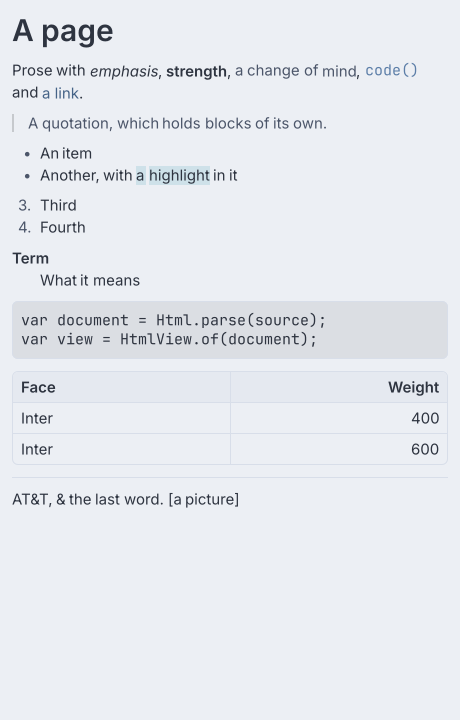 A page
Prose with emphasis, strength, a change of mind, code()
and a link.
A quotation, which holds blocks of its own.
• An item
• Another, with a highlight in it
3. Third
4. Fourth
Term
What it means
var document = Html.parse(source);
var view = HtmlView.of(document);
Face Weight
Inter 400
Inter 600
AT&T, & the last word. [a picture]